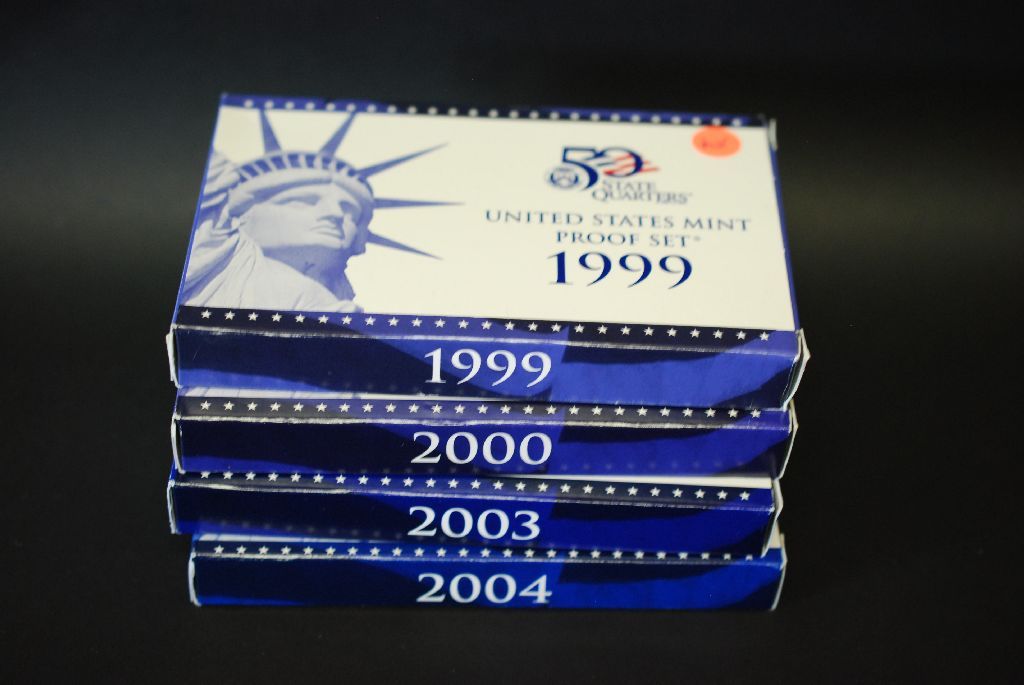 50
STATE
QUARTERS®
UNITED STATES MINT
PROOF SET®
1999
1999
2000
2003
2004